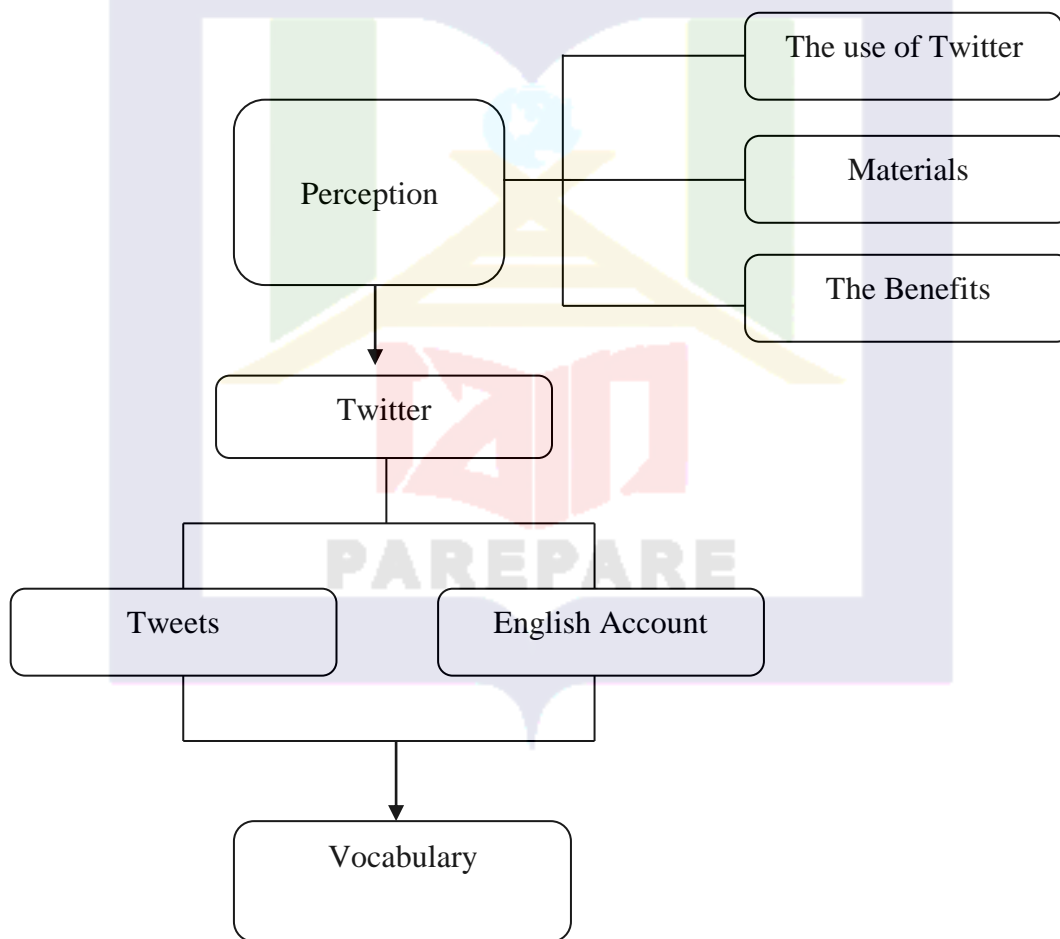 The use of Twitter
Materials
Perception
The Benefits
Twitter
PAREPARE
Tweets
English Account
Vocabulary